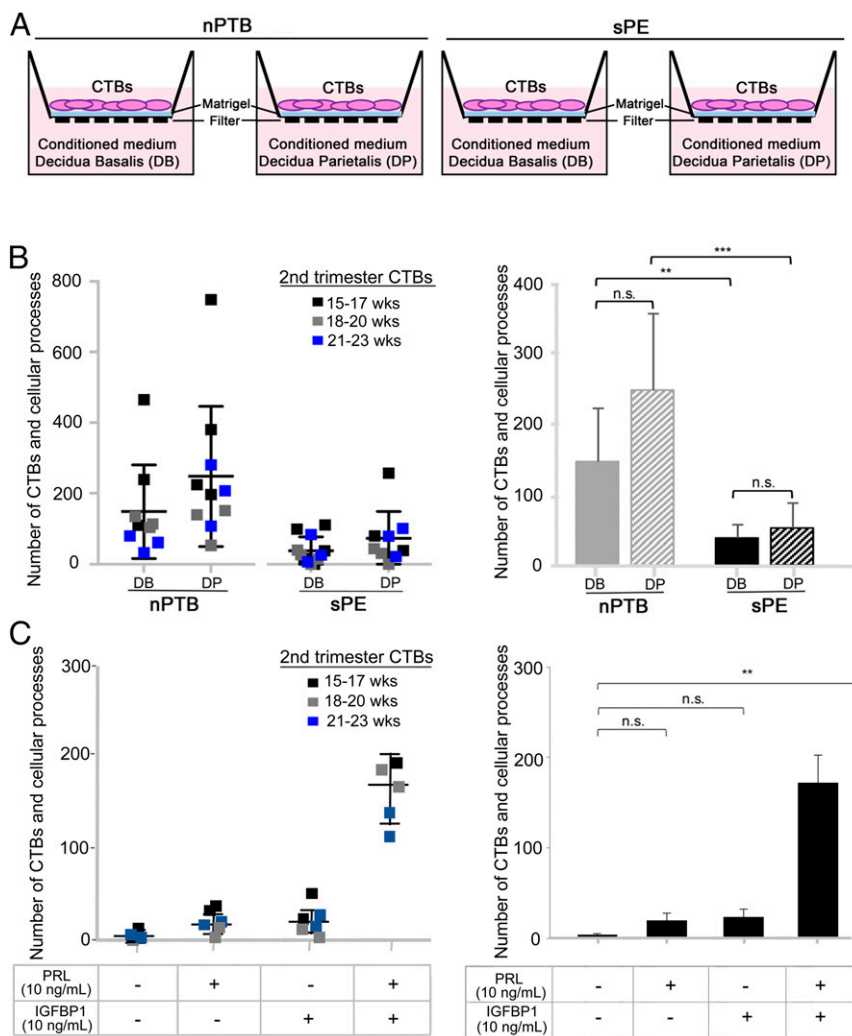 A
nPTB
sPE
CTBs
CTBs
CTBs
CTBs
Matrigel
Matrigel
Filter
Filter
Conditioned medium
Decidua Basalis (DB)
Conditioned medium
Decidua Parietalis (DP)
Conditioned medium
Decidua Basalis (DB)
Conditioned medium
Decidua Parietalis (DP)
B
Number of CTBs and cellular processes
800
600
400
200
0
2nd trimester CTBs
15-17 wks
18-20 wks
21-23 wks
DB
DP
DB
DP
nPTB
sPE
Number of CTBs and cellular processes
400
300
200
100
0
***
**
n.s.
n.s.
DB
DP
DB
DP
nPTB
sPE
C
Number of CTBs and cellular processes
300
200
100
0
2nd trimester CTBs
15-17 wks
18-20 wks
21-23 wks
PRL
(10 ng/mL)
- + - +
IGFBP1
(10 ng/mL)
- - + +
Number of CTBs and cellular processes
300
200
100
0
**
n.s.
n.s.
PRL
(10 ng/mL)
- + - +
IGFBP1
(10 ng/mL)
- - + +